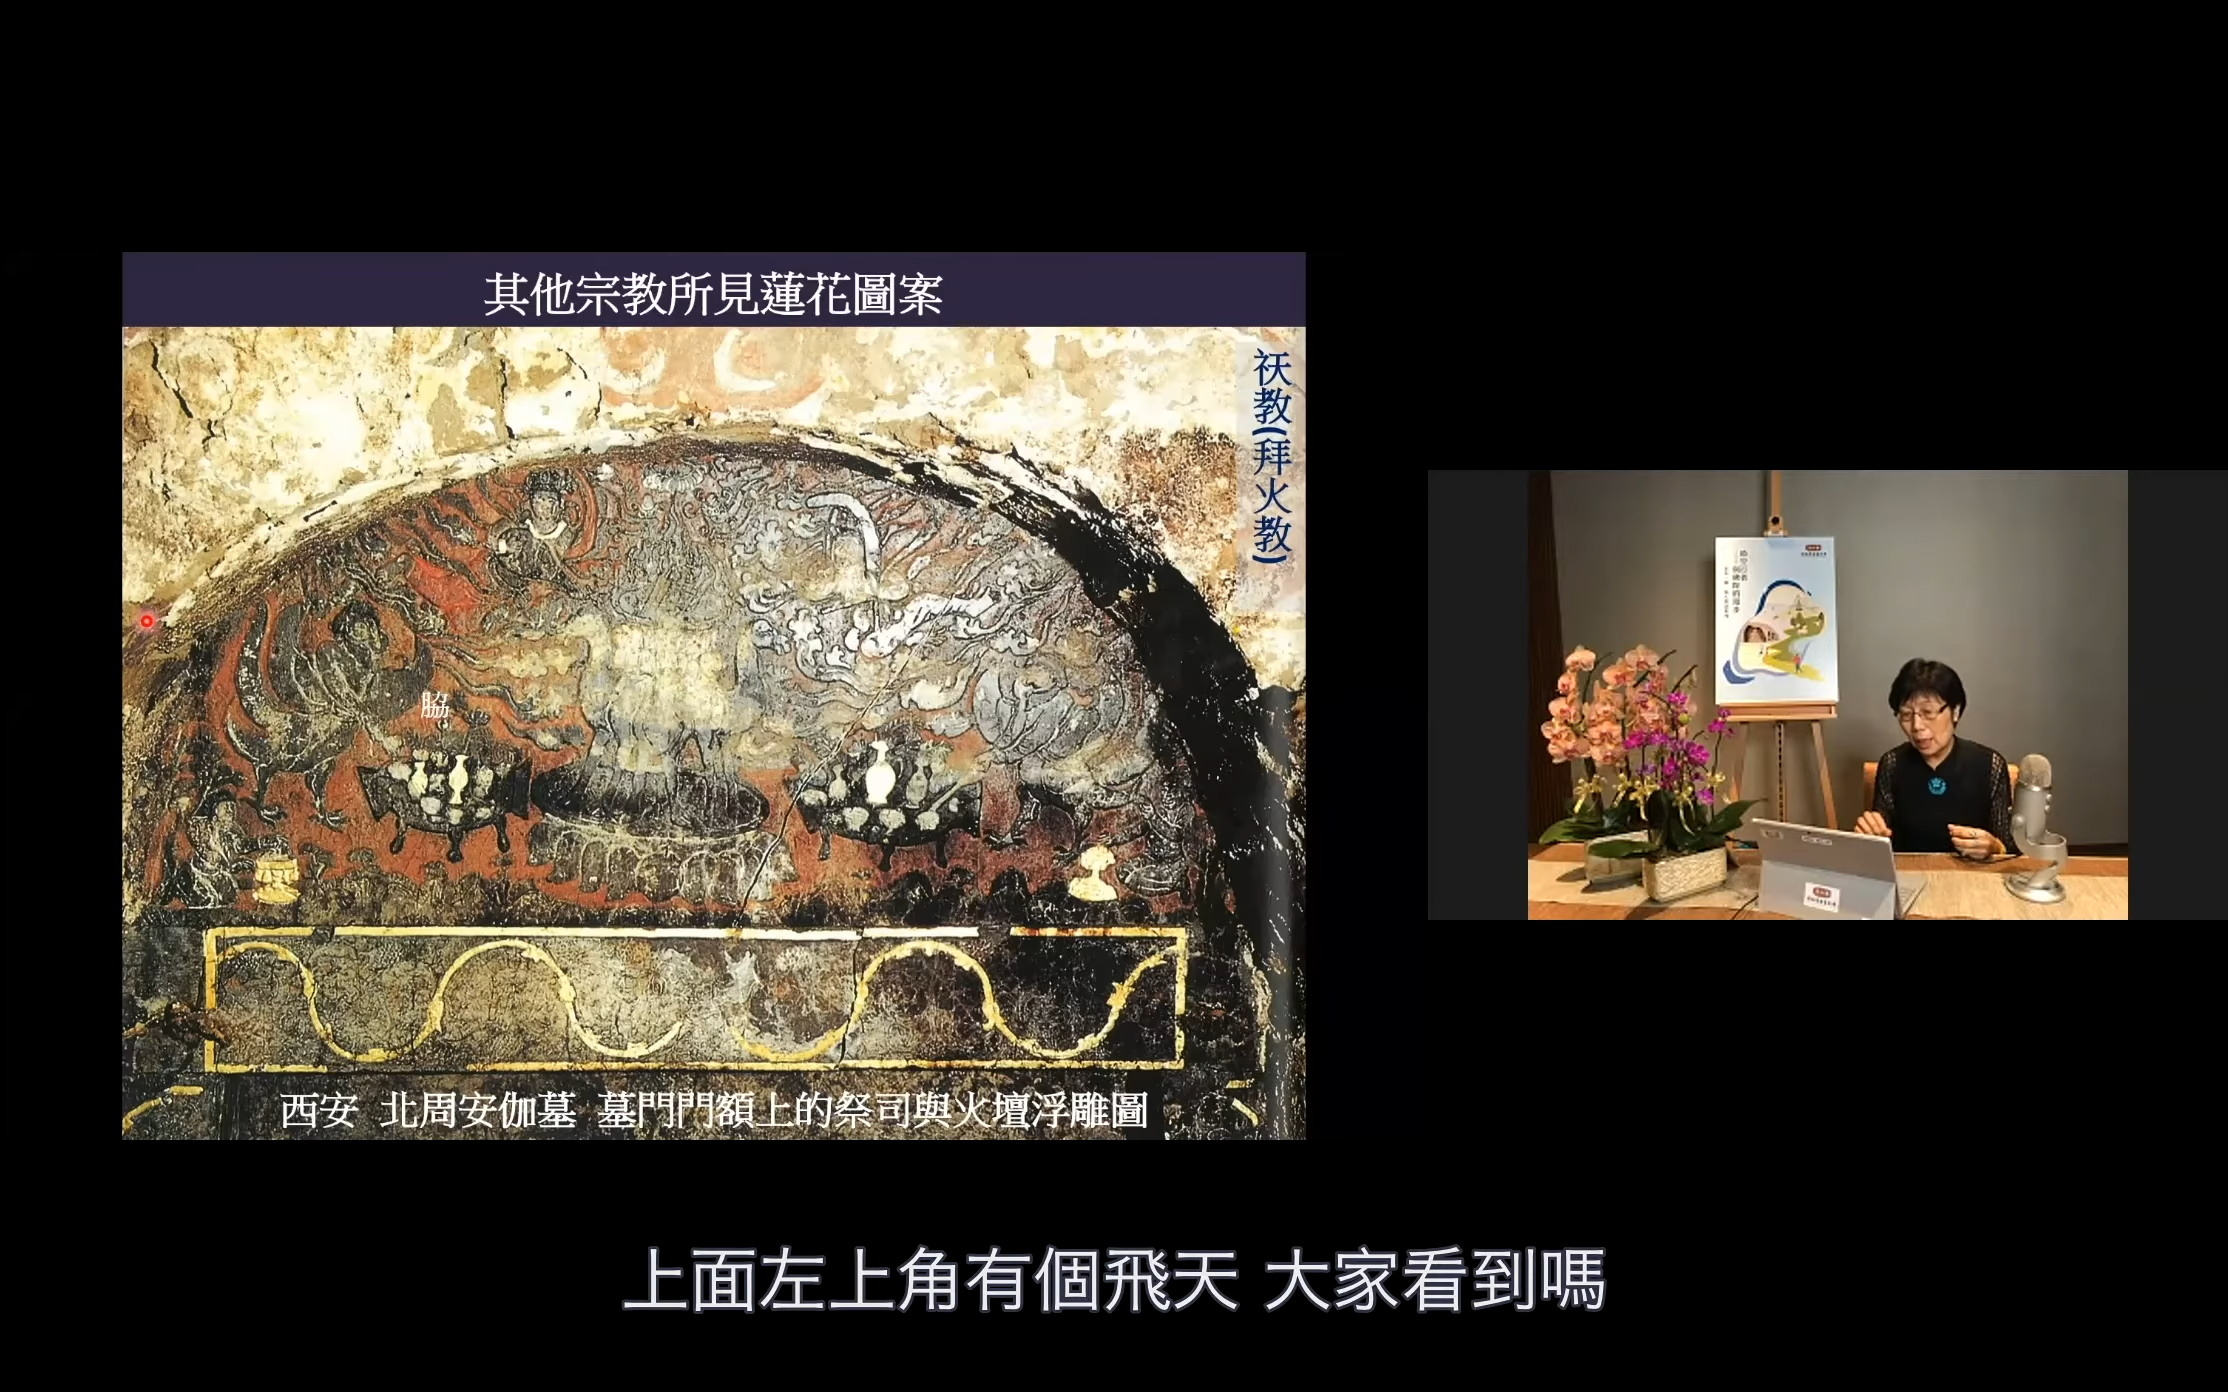 其他宗教所見蓮花圖案
祆教(拜火教)
脇
西安 北周安伽墓 墓門門額上的祭司與火壇浮雕圖
上面左上角有個飛天 大家看到嗎